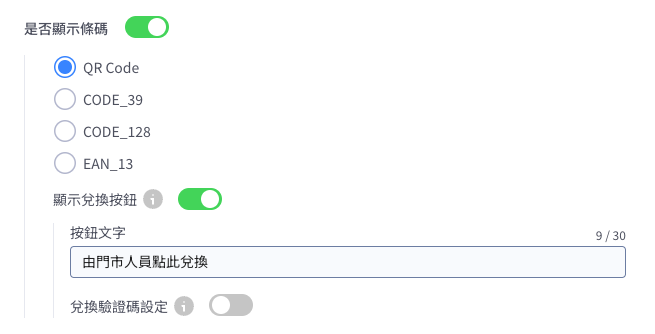 是否顯示條碼
QR Code
CODE_39
CODE_128
EAN_13
顯示兌換按鈕
按鈕文字
9 / 30
由門市人員點此兌換
兌換驗證碼設定